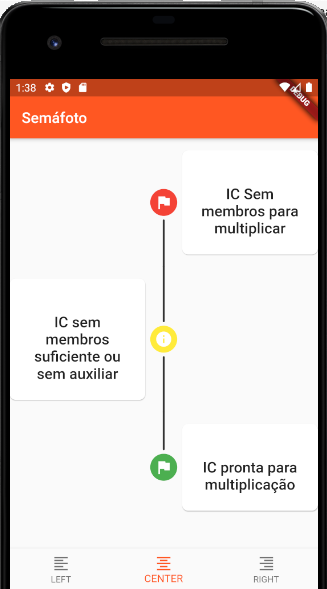 1:38
DEBUG
Semáfoto
IC Sem
membros para
multiplicar
IC sem
membros
suficiente ou
sem auxiliar
IC pronta para
multiplicação
LEFT
CENTER
RIGHT